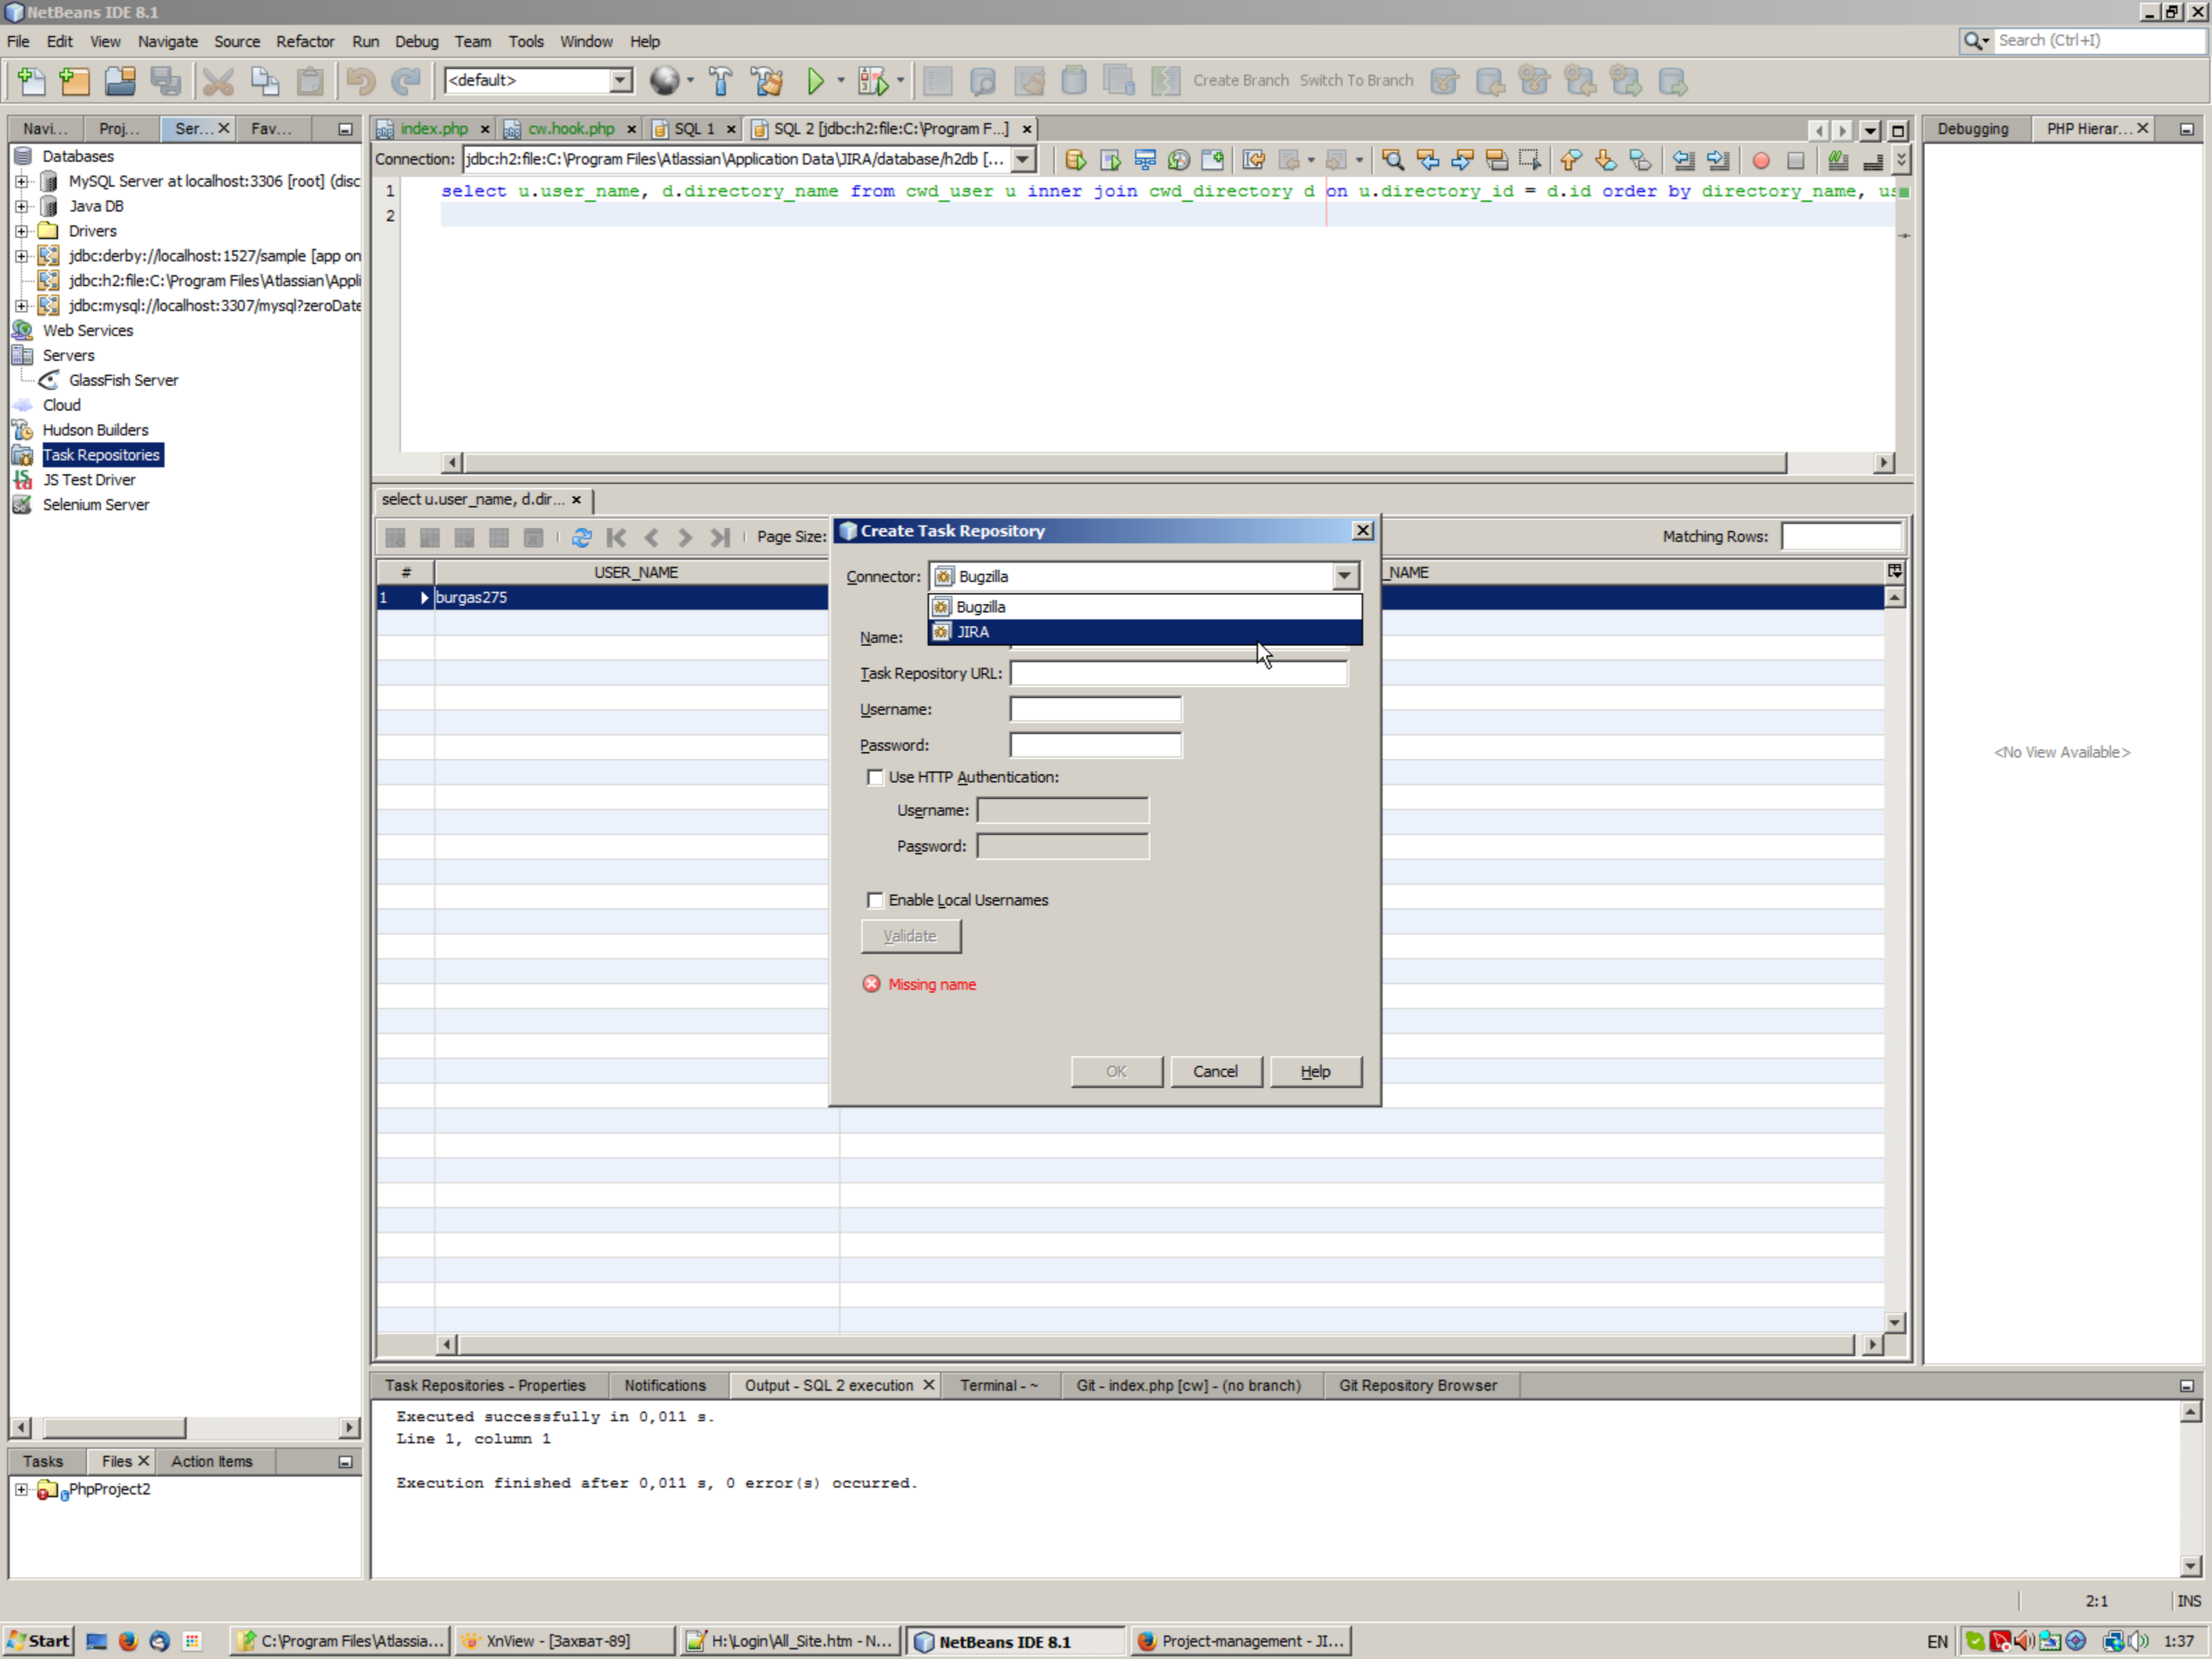 NetBeans IDE 8.1
File Edit View Navigate Source Refactor Run Debug Team Tools Window Help
Search (Ctrl+I)
<default>
Create Branch Switch To Branch
Navi... Proj... Ser... Fav...
index.php cw.hook.php SQL 1 SQL 2 [jdbc:h2:file:C:\Program F...]
Debugging PHP Hierar...
Connection: jdbc:h2:file:C:\Program Files\Atlassian\Application Data\JIRA/database/h2db [...
1 select u.user_name, d.directory_name from cwd_user u inner join cwd_directory d on u.directory_id = d.id order by directory_name, us
2
Databases
MySQL Server at localhost:3306 [root] (disc
Java DB
Drivers
jdbc:derby://localhost:1527/sample [app on
jdbc:h2:file:C:\Program Files\Atlassian\Appli
jdbc:mysql://localhost:3307/mysql?zeroDate
Web Services
Servers
GlassFish Server
Cloud
Hudson Builders
Task Repositories
JS Test Driver
Selenium Server
select u.user_name, d.dir...
Page Size:
Matching Rows:
# USER_NAME _NAME
1 burgas275
Create Task Repository
Connector: Bugzilla
Bugzilla
JIRA
Name:
Task Repository URL:
Username:
Password:
Use HTTP Authentication:
Username:
Password:
Enable Local Usernames
Validate
Missing name
OK Cancel Help
<No View Available>
Task Repositories - Properties Notifications Output - SQL 2 execution Terminal - ~ Git - index.php [cw] - (no branch) Git Repository Browser
Executed successfully in 0,011 s.
Line 1, column 1
Execution finished after 0,011 s, 0 error(s) occurred.
Tasks Files Action Items
PhpProject2
2:1 INS
Start C:\Program Files\Atlassia... XnView - [Захват-89] H:\Login\All_Site.htm - N... NetBeans IDE 8.1 Project-management - JI... EN 1:37